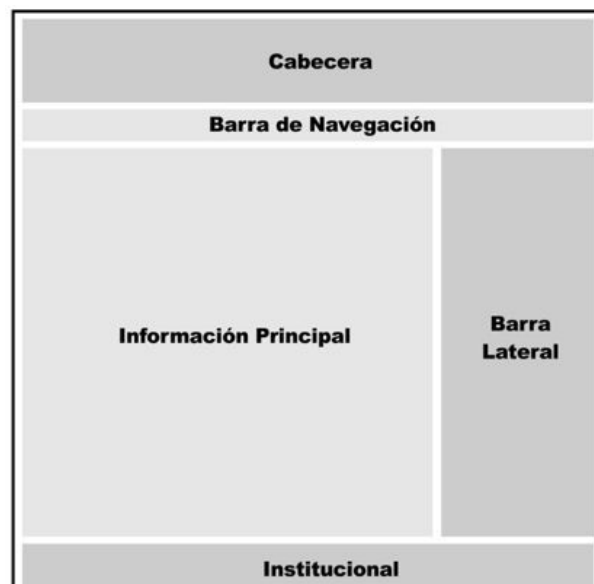 Cabecera
Barra de Navegación
Información Principal
Barra
Lateral
Institucional